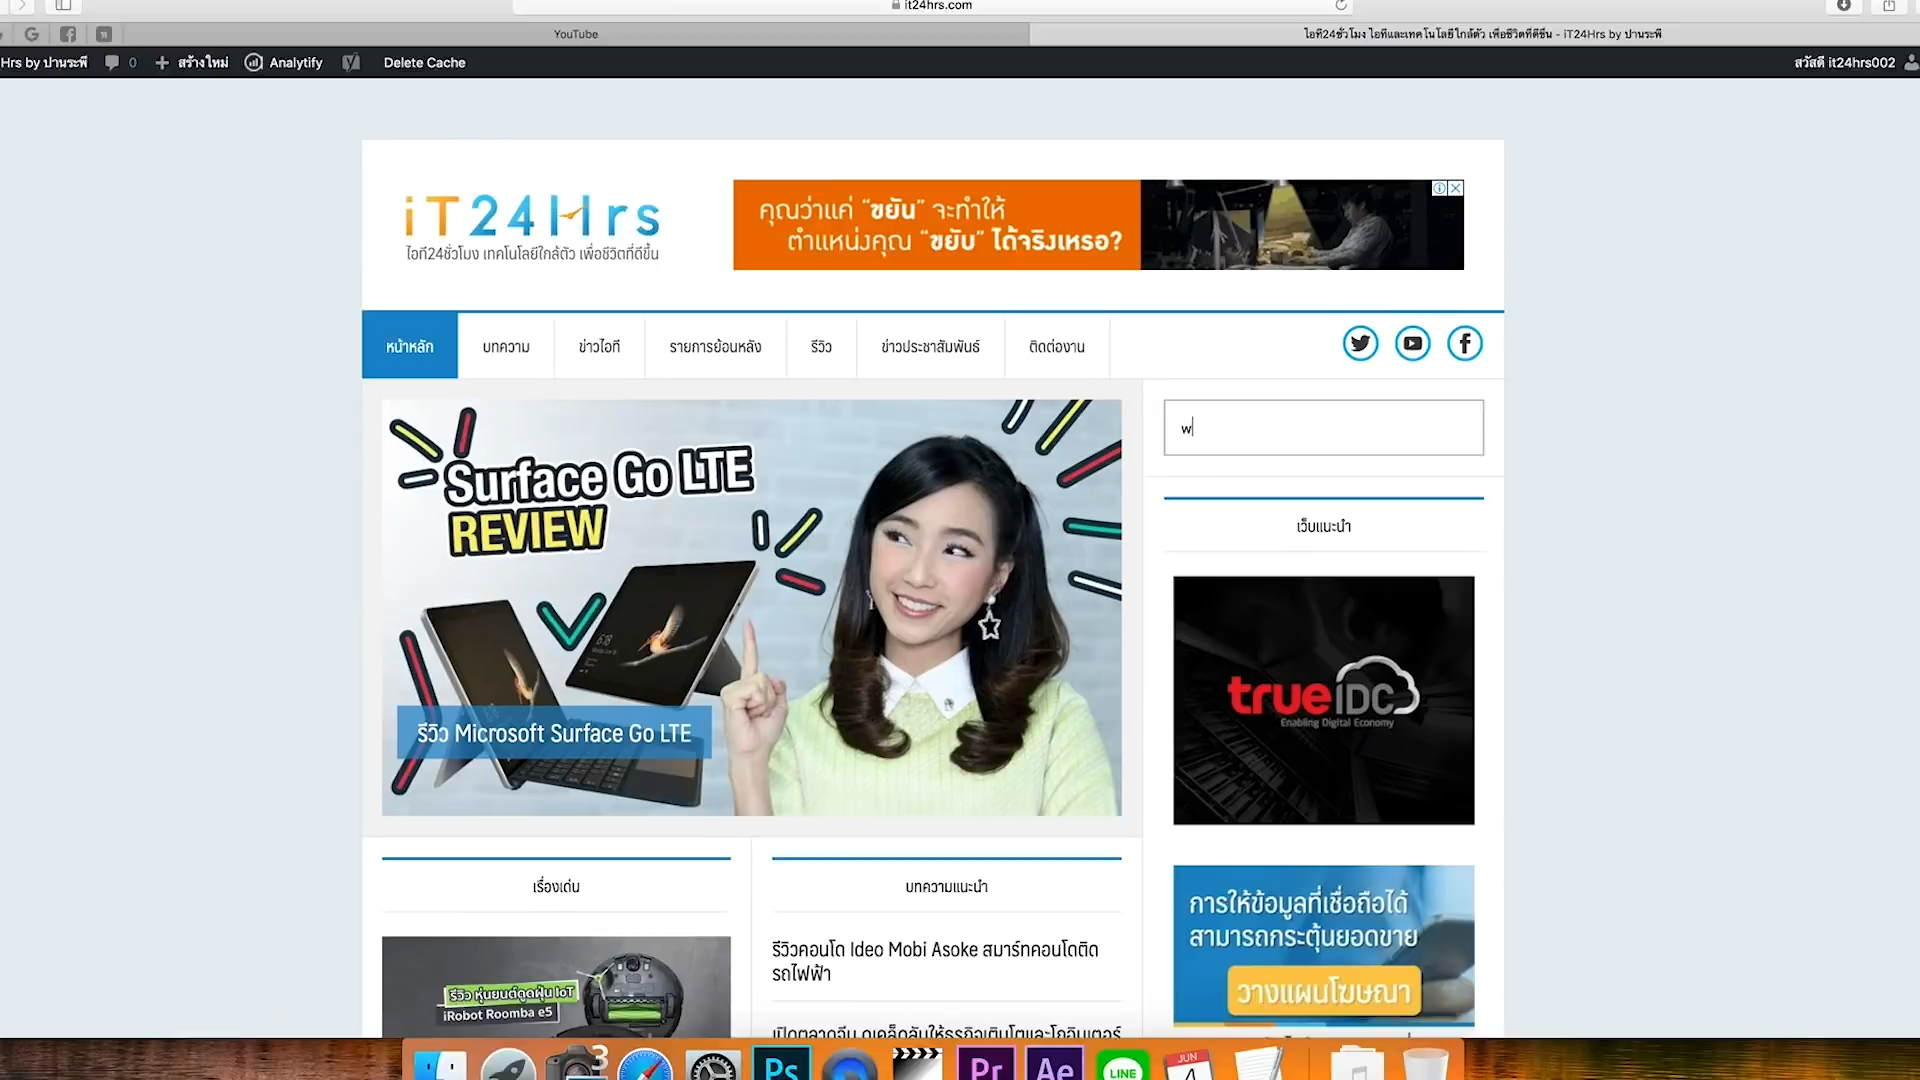 it24hrs.com
YouTube
ไอที24ชั่วโมง ไอทีและเทคโนโลยีใกล้ตัว เพื่อชีวิตที่ดีขึ้น - iT24Hrs by ปานระพี
Hrs by ปานระพี
0
สร้างใหม่
Analytify
Delete Cache
สวัสดี it24hrs002
iT24Hrs
ไอที24ชั่วโมง เทคโนโลยีใกล้ตัว เพื่อชีวิตที่ดีขึ้น
คุณว่าแค่ “ขยัน” จะทำให้
ตำแหน่งคุณ “ขยับ” ได้จริงเหรอ?
หน้าหลัก
บทความ
ข่าวไอที
รายการย้อนหลัง
รีวิว
ข่าวประชาสัมพันธ์
ติดต่องาน
Surface Go LTE
REVIEW
รีวิว Microsoft Surface Go LTE
w
เว็บแนะนำ
true IDC
Enabling Digital Economy
การให้ข้อมูลที่เชื่อถือได้
สามารถกระตุ้นยอดขาย
วางแผนโฆษณา
เรื่องเด่น
รีวิว หุ่นยนต์ดูดฝุ่น IoT
iRobot Roomba e5
บทความแนะนำ
รีวิวคอนโด Ideo Mobi Asoke สมาร์ทคอนโดติด
รถไฟฟ้า
3
Ps
Pr
Ae
LINE
JUN